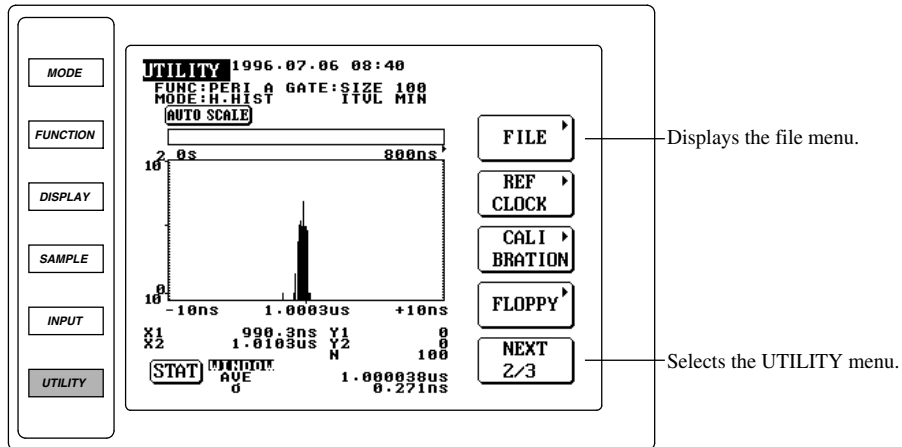 MODE
FUNCTION
DISPLAY
SAMPLE
INPUT
UTILITY
UTILITY 1996.07.06 08:40
FUNC:PERI A GATE:SIZE 100
MODE:H.HIST ITVL MIN
AUTO SCALE
0s 800ns
10 2
10 0
-10ns 1.0003us +10ns
X1 990.3ns Y1 0
X2 1.0103us Y2 0
N 100
STAT WINDOW
AVE 1.000038us
σ 0.271ns
FILE
REF
CLOCK
CALI
BRATION
FLOPPY
NEXT
2/3
Displays the file menu.
Selects the UTILITY menu.